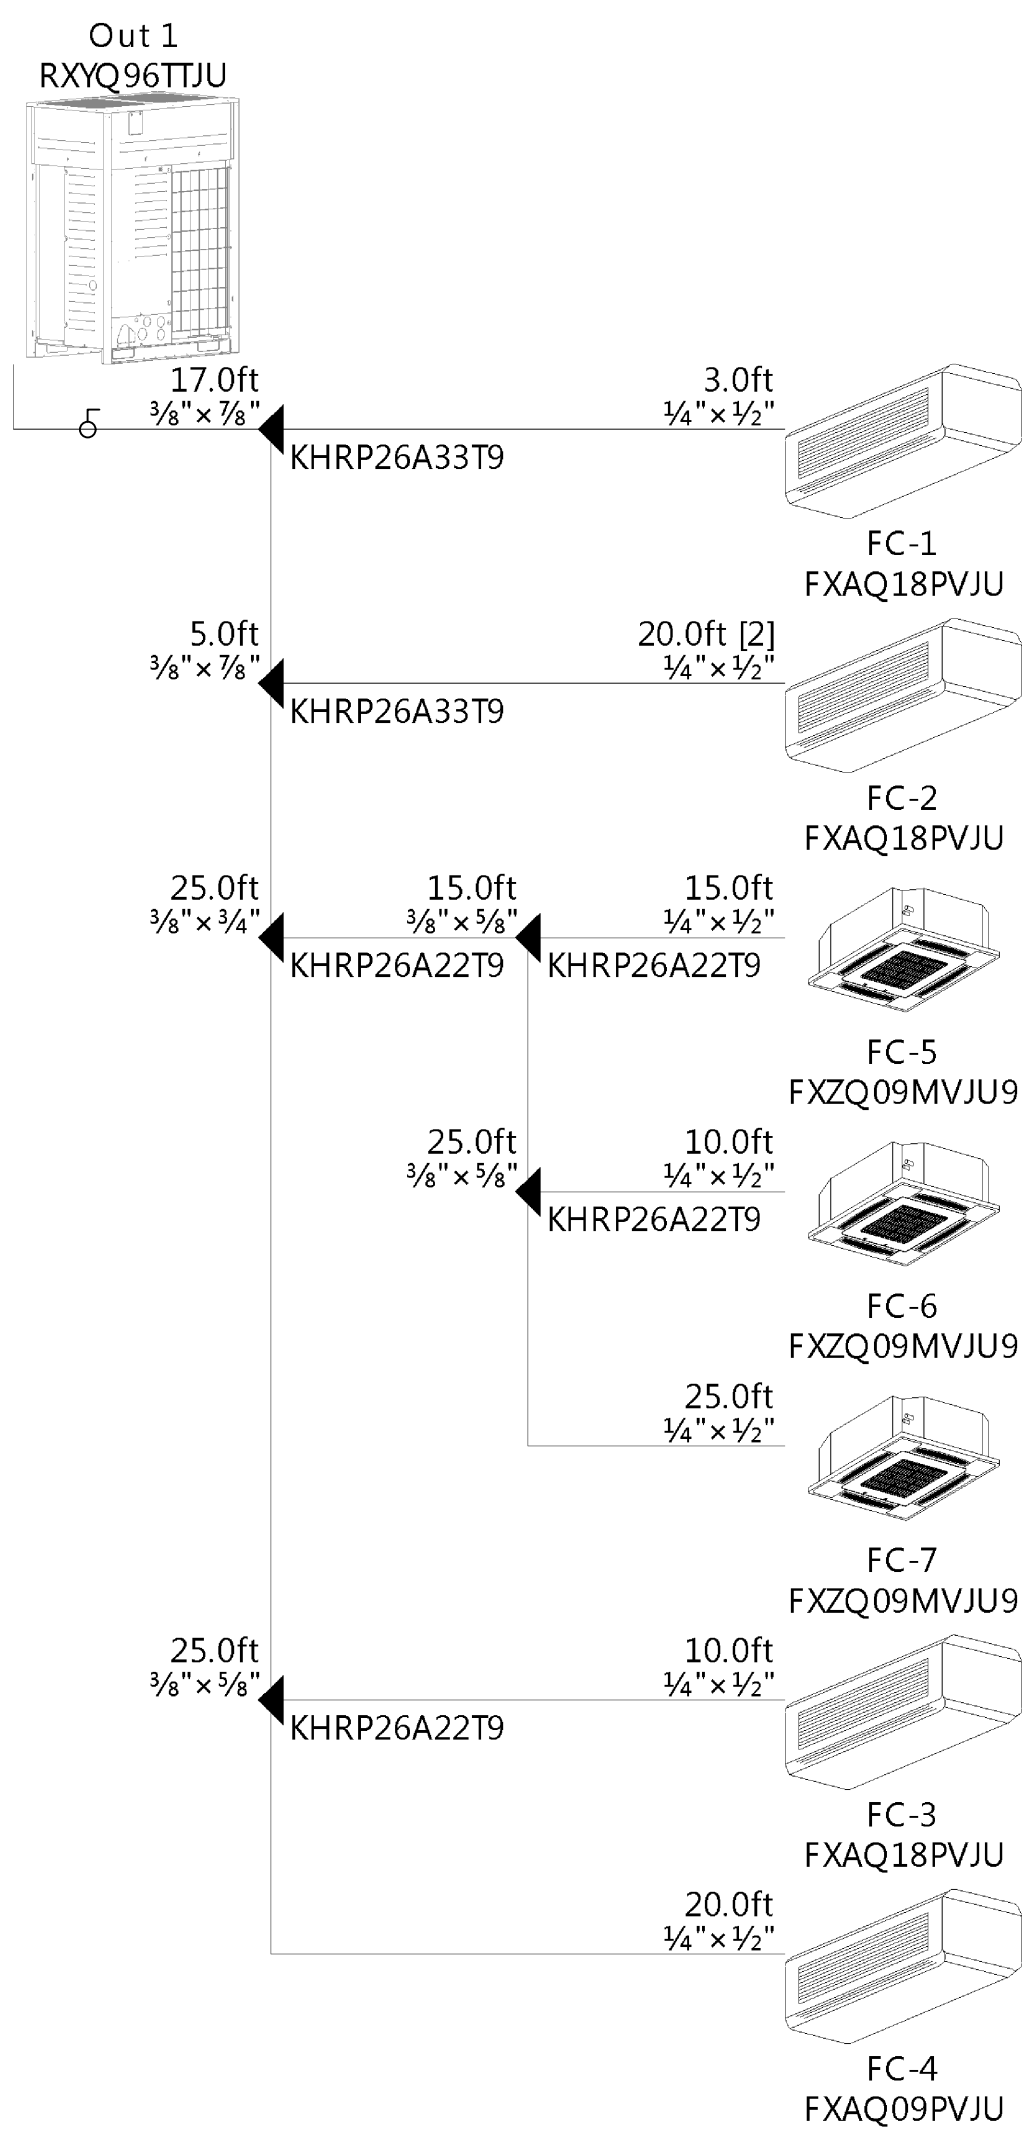 Out 1
RXYQ96TTJU
17.0ft
3.0ft
⅜"×⅞"
¼"×½"
KHRP26A33T9
FC-1
FXAQ18PVJU
5.0ft
20.0ft [2]
⅜"×⅞"
¼"×½"
KHRP26A33T9
FC-2
FXAQ18PVJU
25.0ft
15.0ft
15.0ft
⅜"×¾"
⅜"×⅝"
¼"×½"
KHRP26A22T9
KHRP26A22T9
FC-5
FXZQ09MVJU9
25.0ft
10.0ft
⅜"×⅝"
¼"×½"
KHRP26A22T9
FC-6
FXZQ09MVJU9
25.0ft
¼"×½"
FC-7
FXZQ09MVJU9
25.0ft
10.0ft
⅜"×⅝"
¼"×½"
KHRP26A22T9
FC-3
FXAQ18PVJU
20.0ft
¼"×½"
FC-4
FXAQ09PVJU